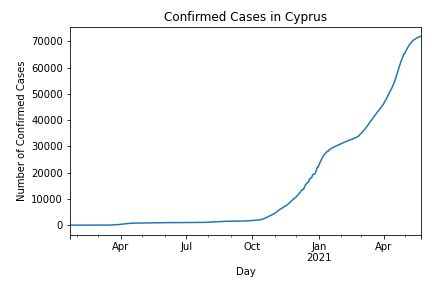 Confirmed Cases in Cyprus
Number of Confirmed Cases
70000
60000
50000
40000
30000
20000
10000
0
Apr
Jul
Oct
Jan
2021
Apr
Day